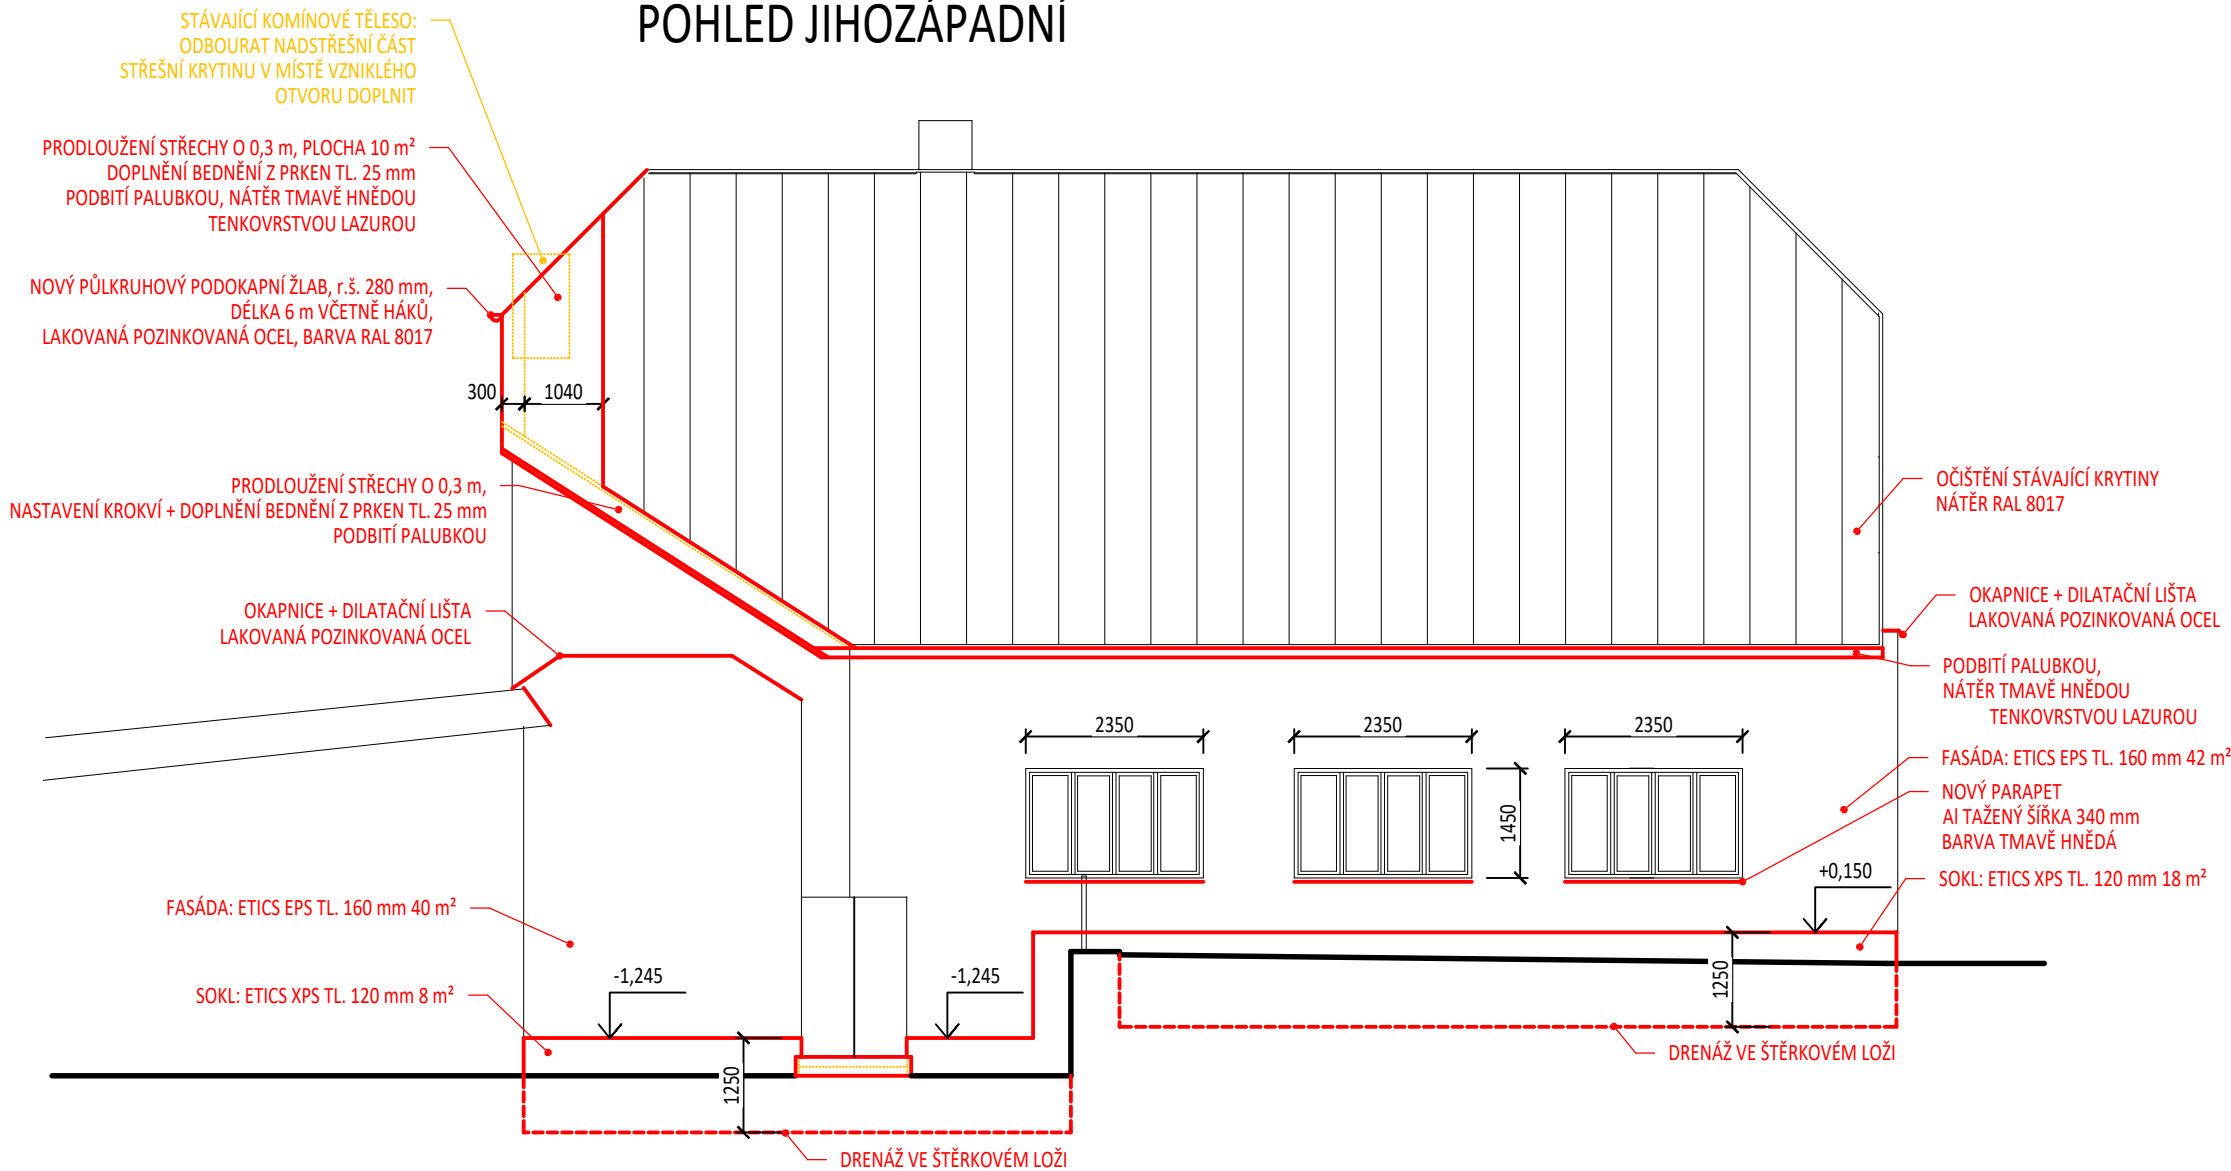 POHLED JIHOZÁPADNÍ
STÁVAJÍCÍ KOMÍNOVÉ TĚLESO:
ODBOURAT NADSTŘEŠNÍ ČÁST
STŘEŠNÍ KRYTINU V MÍSTĚ VZNIKLÉHO
OTVORU DOPLNIT
PRODLOUŽENÍ STŘECHY O 0,3 m, PLOCHA 10 m²
DOPLNĚNÍ BEDNĚNÍ Z PRKEN TL. 25 mm
PODBITÍ PALUBKOU, NÁTĚR TMAVĚ HNĚDOU
TENKOVRSTVOU LAZUROU
NOVÝ PŮLKRUHOVÝ PODOKAPNÍ ŽLAB, r.š. 280 mm,
DÉLKA 6 m VČETNĚ HÁKŮ,
LAKOVANÁ POZINKOVANÁ OCEL, BARVA RAL 8017
300
1040
PRODLOUŽENÍ STŘECHY O 0,3 m,
NASTAVENÍ KROKVÍ + DOPLNĚNÍ BEDNĚNÍ Z PRKEN TL. 25 mm
PODBITÍ PALUBKOU
OČIŠTĚNÍ STÁVAJÍCÍ KRYTINY
NÁTĚR RAL 8017
OKAPNICE + DILATAČNÍ LIŠTA
LAKOVANÁ POZINKOVANÁ OCEL
OKAPNICE + DILATAČNÍ LIŠTA
LAKOVANÁ POZINKOVANÁ OCEL
PODBITÍ PALUBKOU,
NÁTĚR TMAVĚ HNĚDOU
TENKOVRSTVOU LAZUROU
2350
2350
2350
1450
FASÁDA: ETICS EPS TL. 160 mm 42 m²
NOVÝ PARAPET
Al TAŽENÝ ŠÍŘKA 340 mm
BARVA TMAVĚ HNĚDÁ
+0,150
SOKL: ETICS XPS TL. 120 mm 18 m²
FASÁDA: ETICS EPS TL. 160 mm 40 m²
-1,245
-1,245
1250
SOKL: ETICS XPS TL. 120 mm 8 m²
DRENÁŽ VE ŠTĚRKOVÉM LOŽI
1250
DRENÁŽ VE ŠTĚRKOVÉM LOŽI